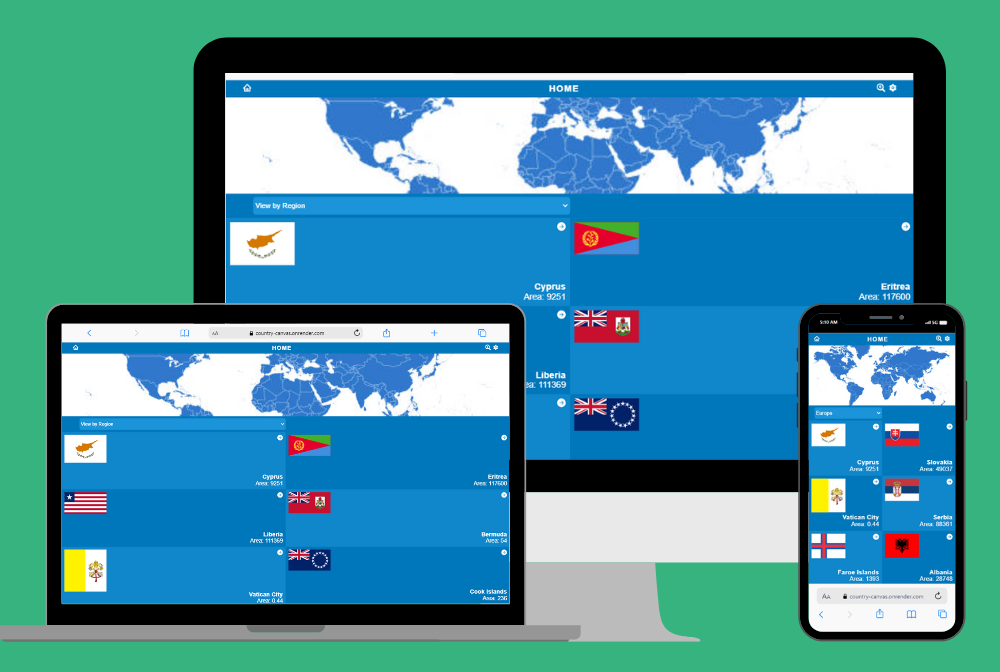 HOME
View by Region
Cyprus
Area: 9251
Eritrea
Area: 117600
Liberia
ea: 111369
AA
country-canvas.onrender.com
HOME
View by Region
Cyprus
Area: 9251
Eritrea
Area: 117600
Liberia
Area: 111369
Bermuda
Area: 54
Vatican City
Area: 0.44
Cook Islands
Area: 236
5:10 AM
5G
HOME
Europe
Cyprus
Area: 9251
Slovakia
Area: 49037
Vatican City
Area: 0.44
Serbia
Area: 88361
Faroe Islands
Area: 1393
Albania
Area: 28748
AA
country-canvas.onrender.com